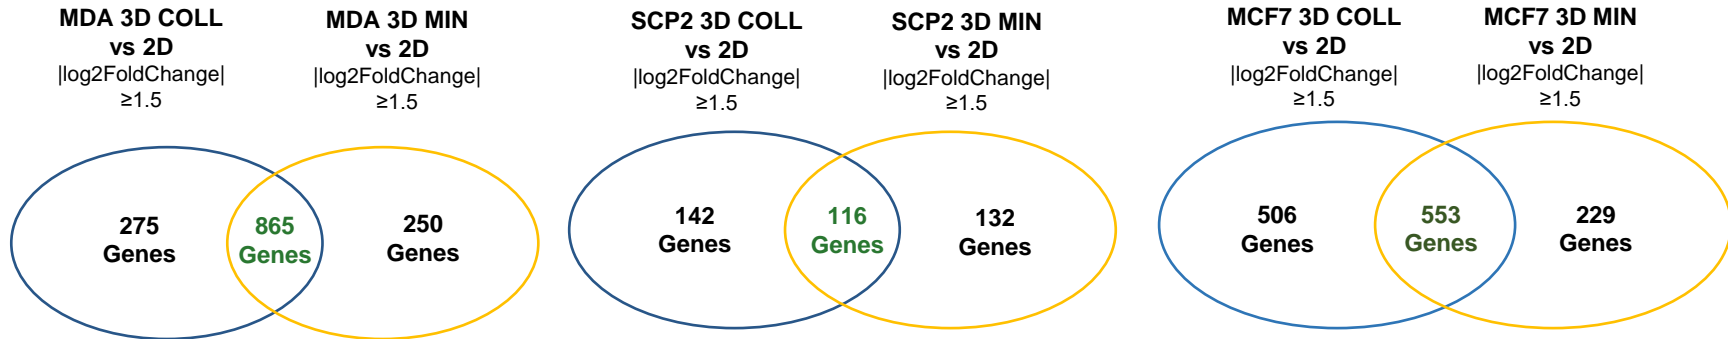 MDA 3D COLL
vs 2D
|log2FoldChange|
≥1.5
MDA 3D MIN
vs 2D
|log2FoldChange|
≥1.5
275
Genes
865
Genes
250
Genes
SCP2 3D COLL
vs 2D
|log2FoldChange|
≥1.5
SCP2 3D MIN
vs 2D
|log2FoldChange|
≥1.5
142
Genes
116
Genes
132
Genes
MCF7 3D COLL
vs 2D
|log2FoldChange|
≥1.5
MCF7 3D MIN
vs 2D
|log2FoldChange|
≥1.5
506
Genes
553
Genes
229
Genes